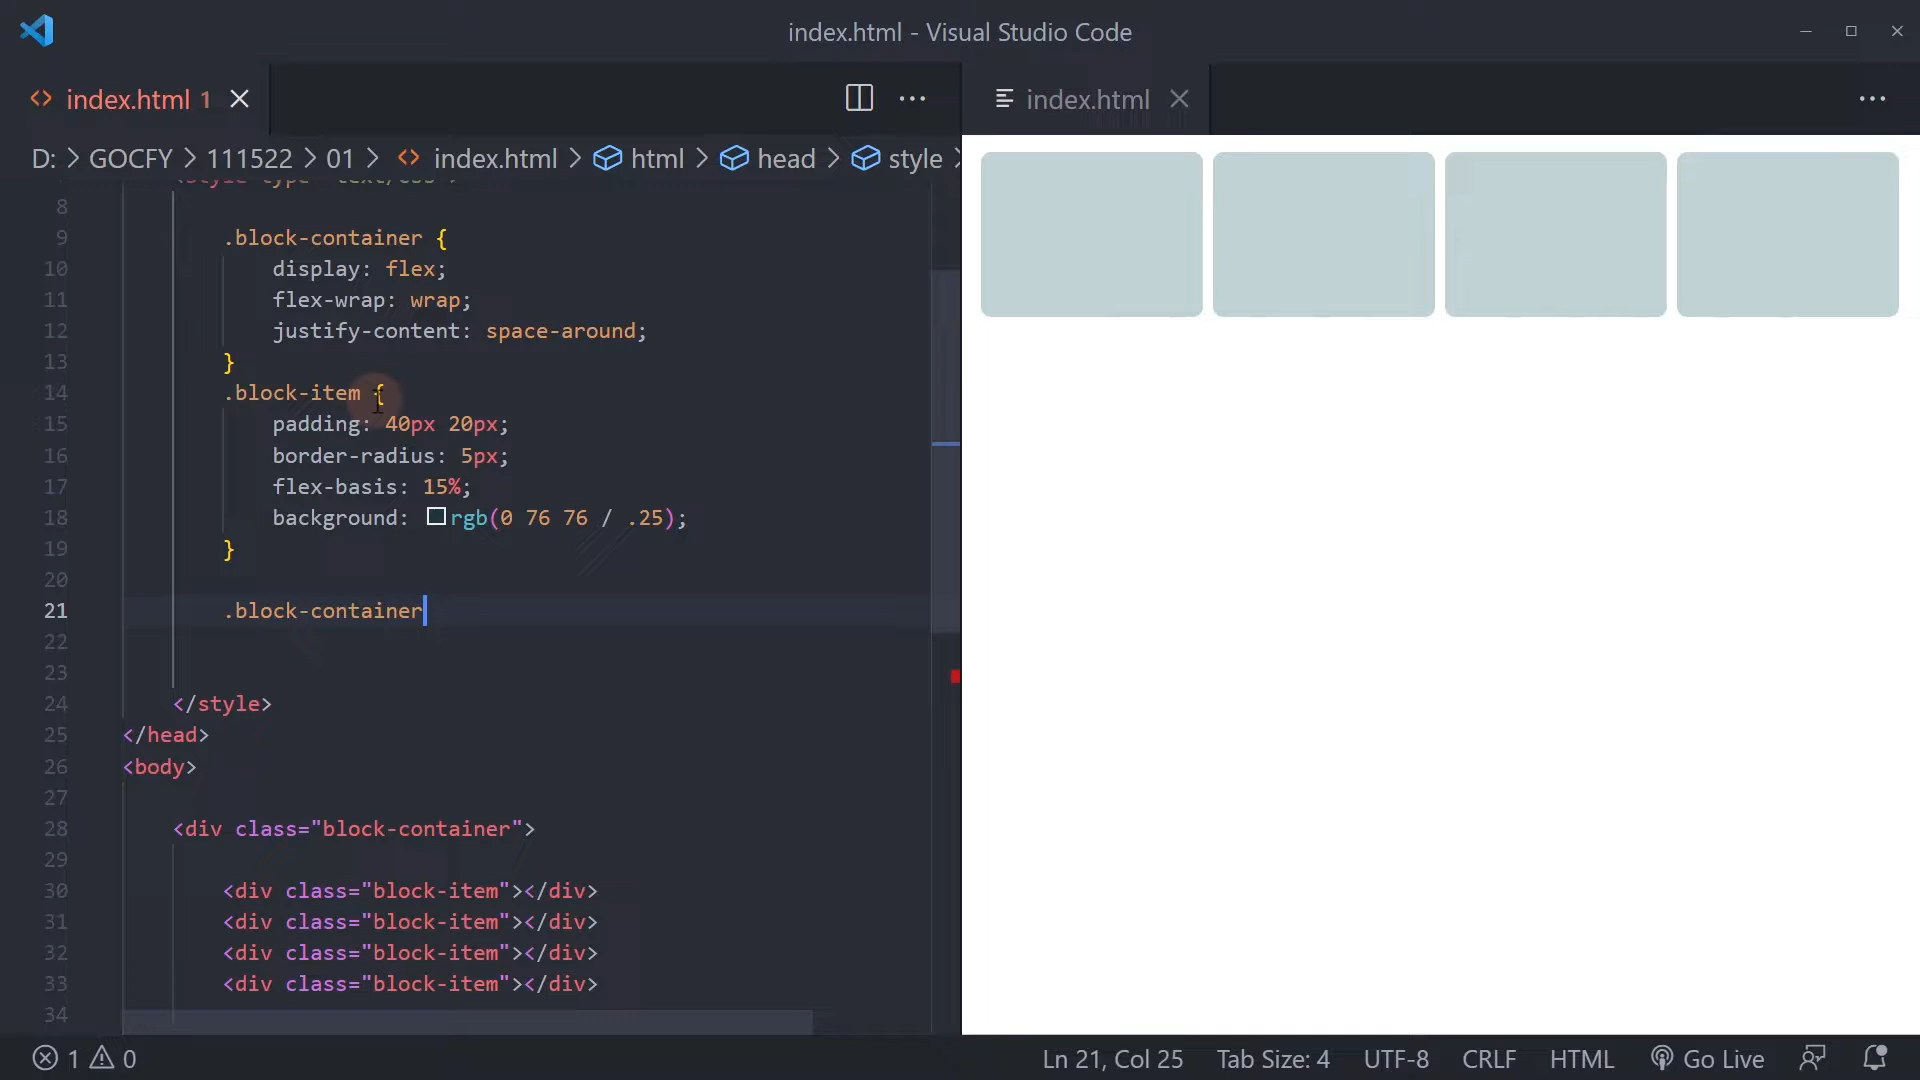 index.html - Visual Studio Code
index.html 1
index.html
D: > GOCFY > 111522 > 01 > index.html > html > head > style >
<style type="text/css">
8
9 .block-container {
10 display: flex;
11 flex-wrap: wrap;
12 justify-content: space-around;
13 }
14 .block-item {
15 padding: 40px 20px;
16 border-radius: 5px;
17 flex-basis: 15%;
18 background: rgb(0 76 76 / .25);
19 }
20
21 .block-container
22
23
24 </style>
25 </head>
26 <body>
27
28 <div class="block-container">
29
30 <div class="block-item"></div>
31 <div class="block-item"></div>
32 <div class="block-item"></div>
33 <div class="block-item"></div>
34
1 0 Ln 21, Col 25 Tab Size: 4 UTF-8 CRLF HTML Go Live